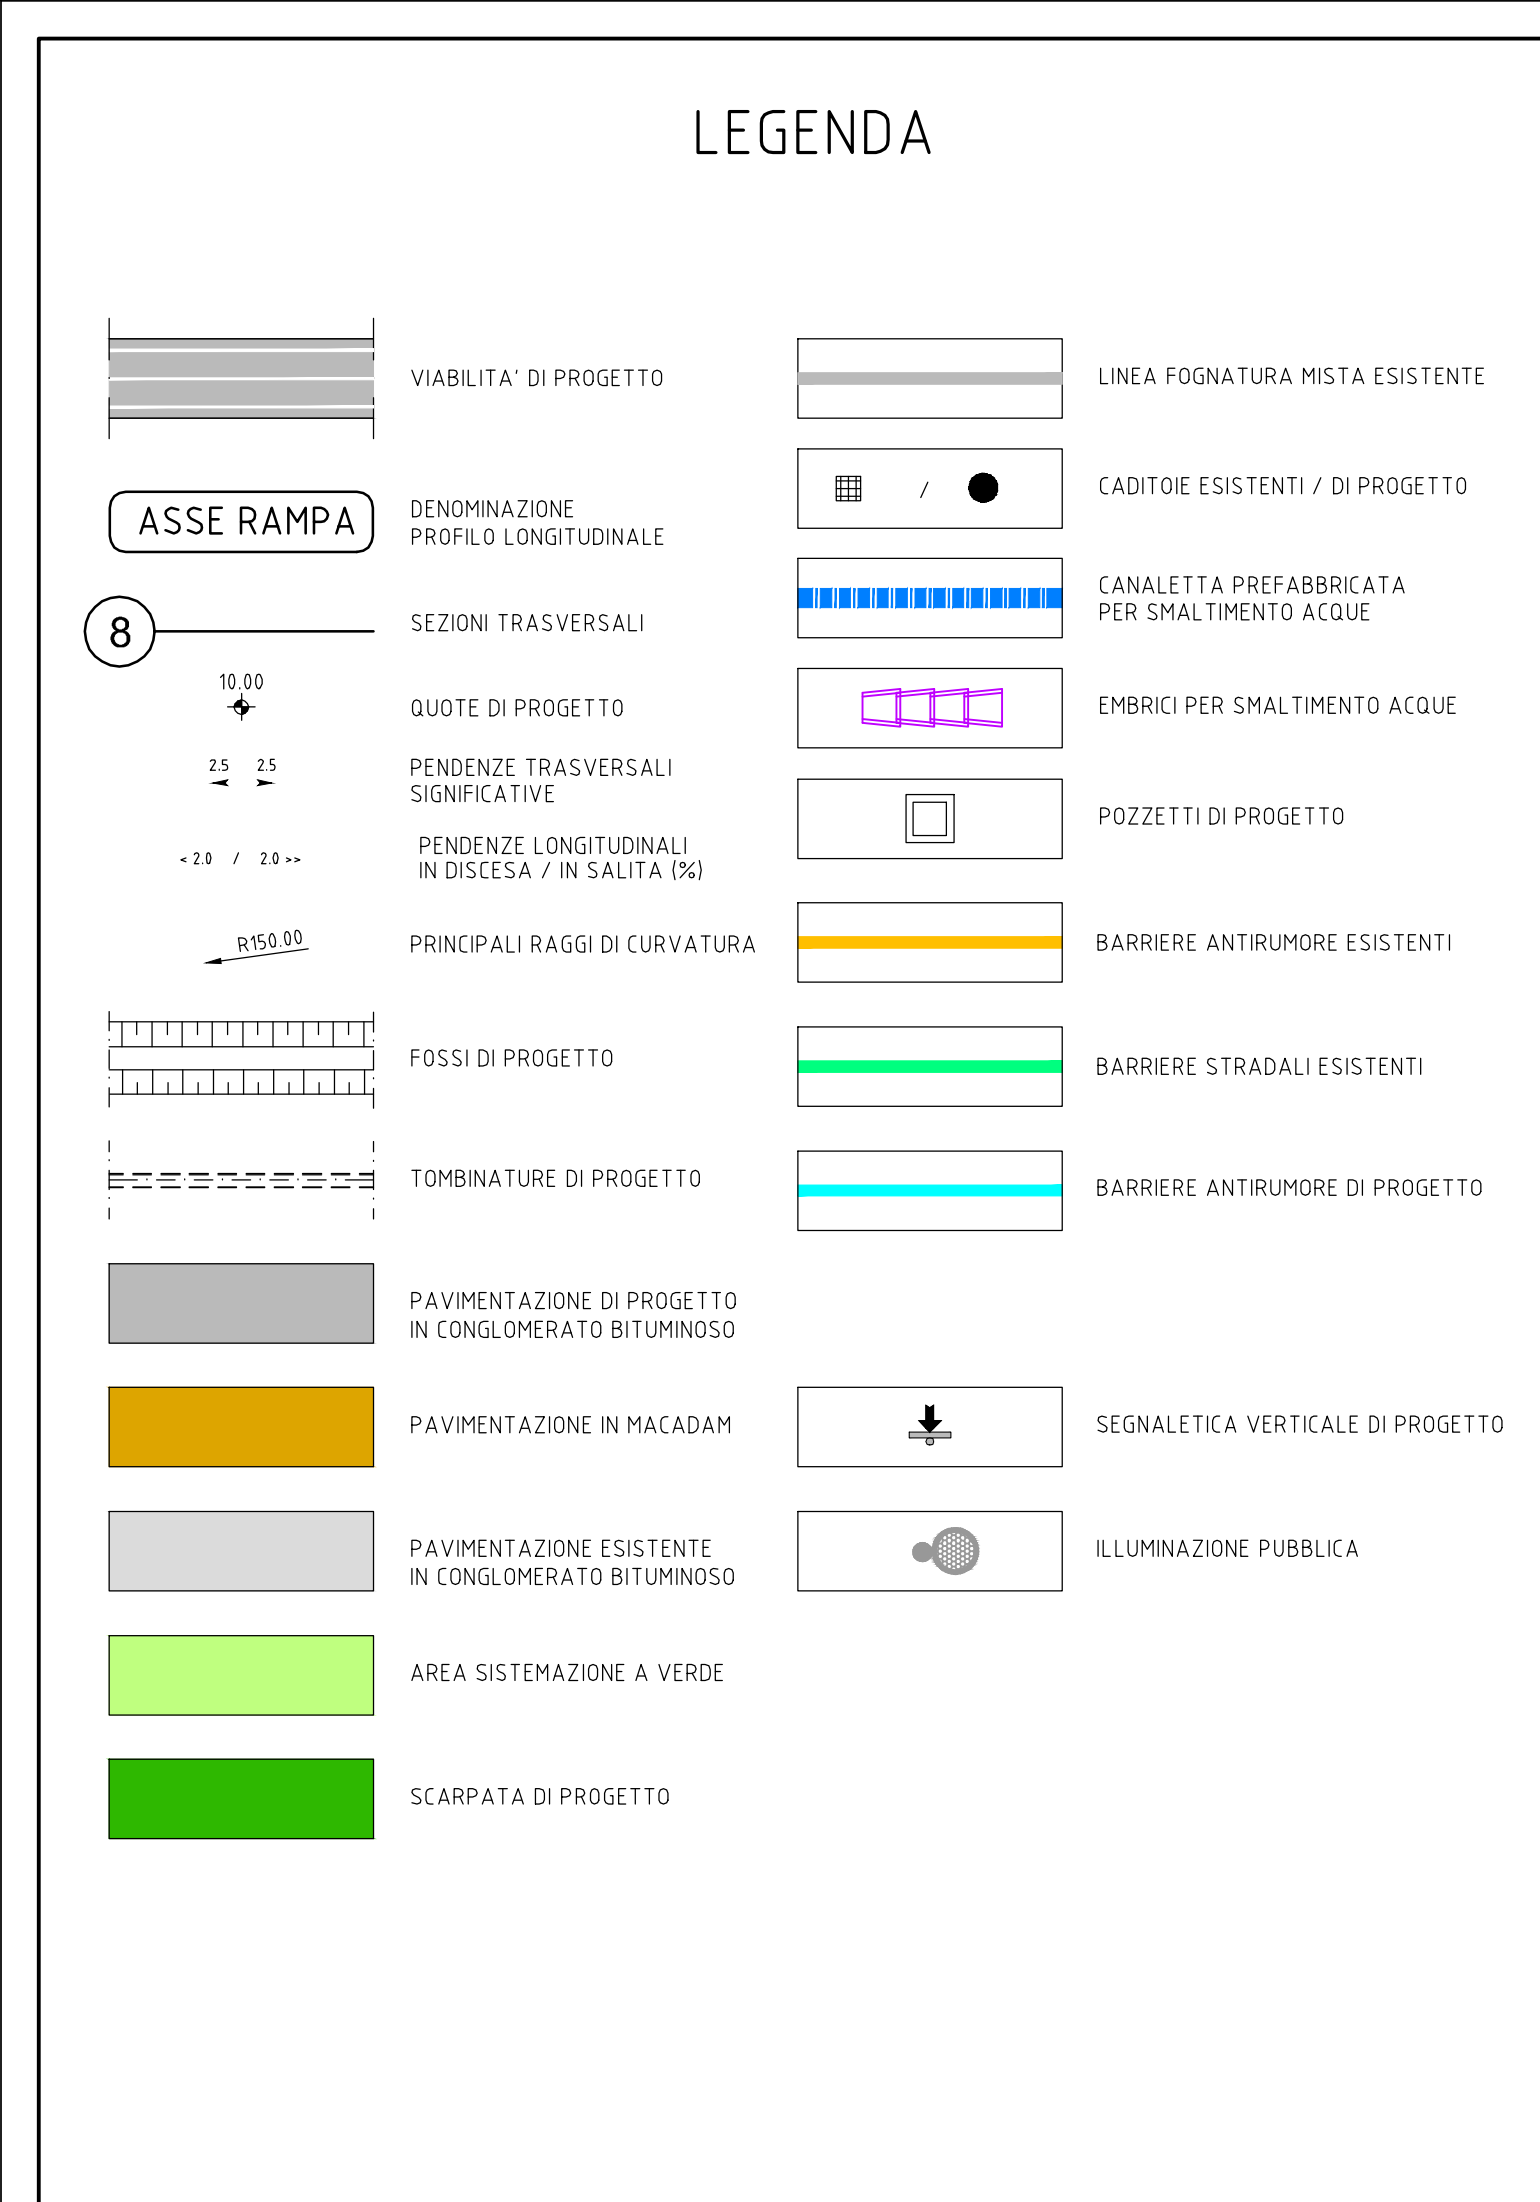 LEGENDA
VIABILITA' DI PROGETTO
ASSE RAMPA
DENOMINAZIONE
PROFILO LONGITUDINALE
8
SEZIONI TRASVERSALI
10.00
QUOTE DI PROGETTO
2.5 2.5
PENDENZE TRASVERSALI
SIGNIFICATIVE
< 2.0 / 2.0 >>
PENDENZE LONGITUDINALI
IN DISCESA / IN SALITA (%)
R150.00
PRINCIPALI RAGGI DI CURVATURA
FOSSI DI PROGETTO
TOMBINATURE DI PROGETTO
PAVIMENTAZIONE DI PROGETTO
IN CONGLOMERATO BITUMINOSO
PAVIMENTAZIONE IN MACADAM
PAVIMENTAZIONE ESISTENTE
IN CONGLOMERATO BITUMINOSO
AREA SISTEMAZIONE A VERDE
SCARPATA DI PROGETTO
LINEA FOGNATURA MISTA ESISTENTE
/
CADITOIE ESISTENTI / DI PROGETTO
CANALETTA PREFABBRICATA
PER SMALTIMENTO ACQUE
EMBRICI PER SMALTIMENTO ACQUE
POZZETTI DI PROGETTO
BARRIERE ANTIRUMORE ESISTENTI
BARRIERE STRADALI ESISTENTI
BARRIERE ANTIRUMORE DI PROGETTO
SEGNALETICA VERTICALE DI PROGETTO
ILLUMINAZIONE PUBBLICA